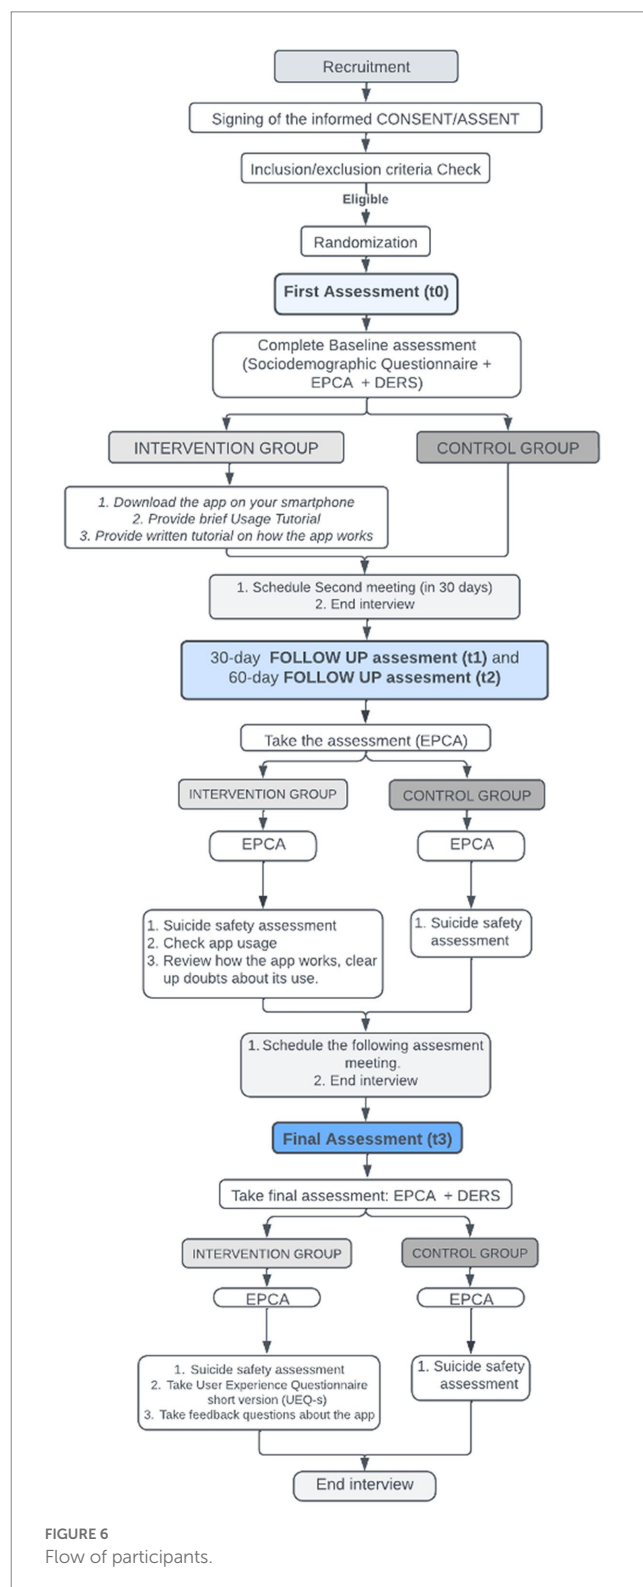 Recruitment
Signing of the informed CONSENT/ASSENT
Inclusion/exclusion criteria Check
Eligible
Randomization
First Assessment (t0)
Complete Baseline assessment
(Sociodemographic Questionnaire +
EPCA + DERS)
INTERVENTION GROUP
CONTROL GROUP
1. Download the app on your smartphone
2. Provide brief Usage Tutorial
3. Provide written tutorial on how the app works
1. Schedule Second meeting (in 30 days)
2. End interview
30-day FOLLOW UP assesment (t1) and
60-day FOLLOW UP assesment (t2)
Take the assessment (EPCA)
INTERVENTION GROUP
CONTROL GROUP
EPCA
EPCA
1. Suicide safety assessment
2. Check app usage
3. Review how the app works, clear
up doubts about its use.
1. Suicide safety
assessment
1. Schedule the following assesment
meeting.
2. End interview
Final Assessment (t3)
Take final assessment: EPCA + DERS
INTERVENTION GROUP
CONTROL GROUP
EPCA
EPCA
1. Suicide safety assessment
2. Take User Experience Questionnaire
short version (UEQ-s)
3. Take feedback questions about the app
1. Suicide safety
assessment
End interview
FIGURE 6
Flow of participants.